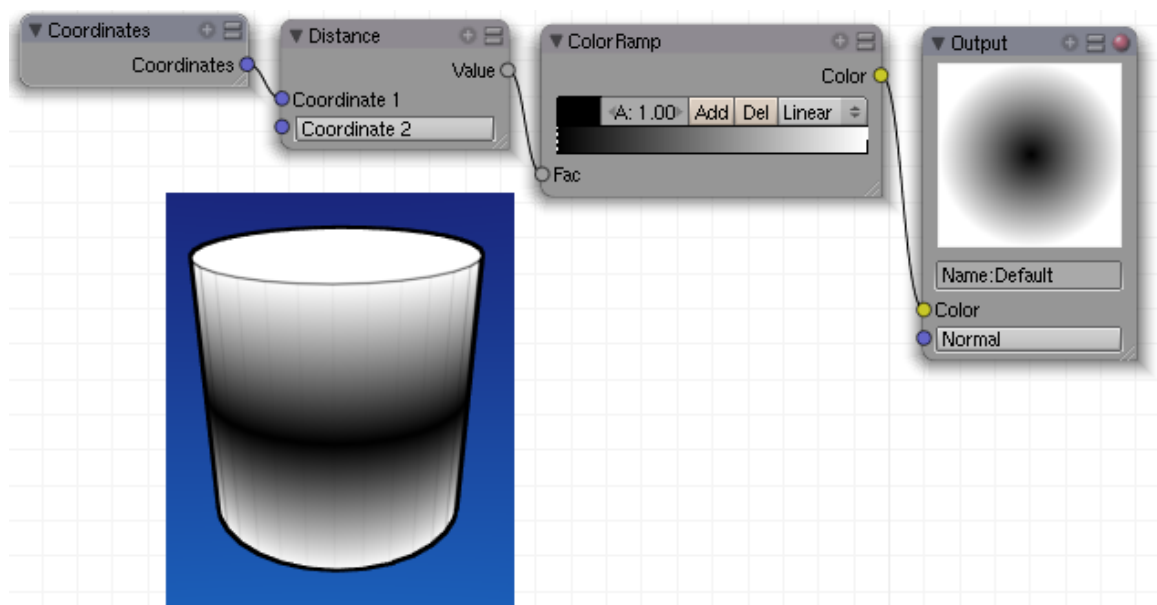 Coordinates
Coordinates
Distance
Value
Coordinate 1
Coordinate 2
ColorRamp
Color
A: 1.00 Add Del Linear
Fac
Output
Name:Default
Color
Normal